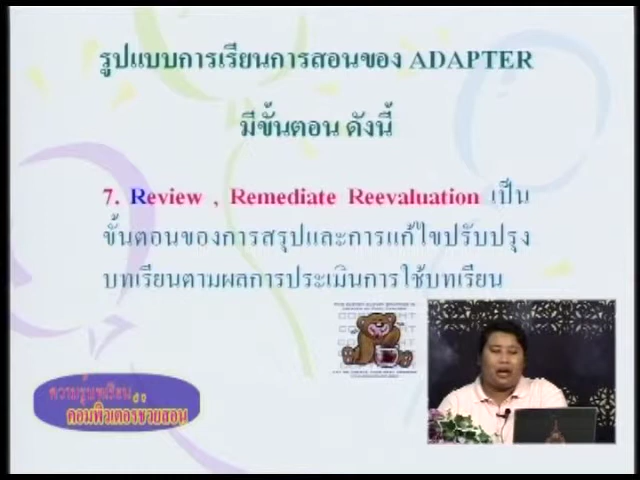 รูปแบบการเรียนการสอนของ ADAPTER
มีขั้นตอน ดังนี้
7. Review , Remediate Reevaluation เป็น
ขั้นตอนของการสรุปและการแก้ไขปรับปรุง
บทเรียนตามผลการประเมินการใช้บทเรียน
คอมพิวเตอร์ช่วยสอน